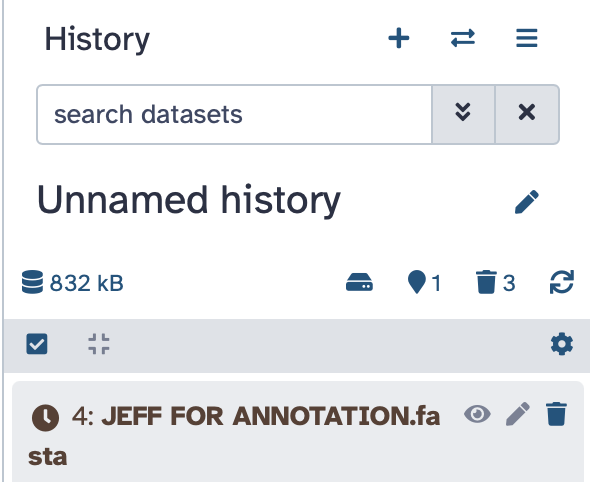 History
search datasets
Unnamed history
832 kB 1 3
4: JEFF FOR ANNOTATION.fa
sta